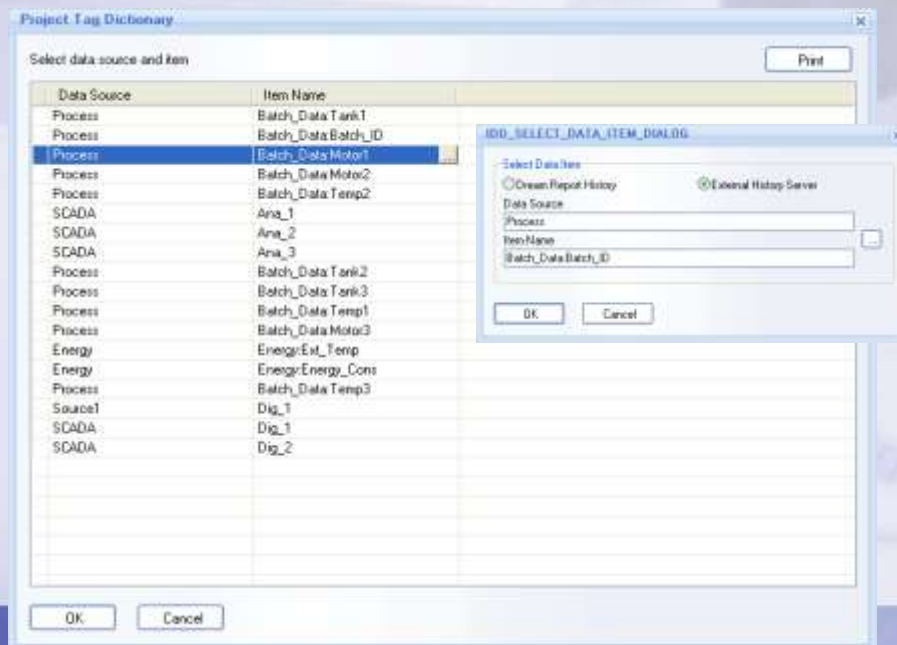 Project Tag Dictionary
Select data source and item
Print
Data Source Item Name
Process Batch_Data:Tank1
Process Batch_Data:Batch_ID
Process Batch_Data:Motor1 ...
Process Batch_Data:Motor2
Process Batch_Data:Temp2
SCADA Ana_1
SCADA Ana_2
SCADA Ana_3
Process Batch_Data:Tank2
Process Batch_Data:Tank3
Process Batch_Data:Temp1
Process Batch_Data:Motor3
Energy Energy:Ext_Temp
Energy Energy:Energy_Cons
Process Batch_Data:Temp3
Source1 Dig_1
SCADA Dig_1
SCADA Dig_2
OK Cancel
IDD_SELECT_DATA_ITEM_DIALOG
Select Data Item
Dream Report History External History Server
Data Source
Process
Item Name
...
Batch_Data:Batch_ID
OK Cancel